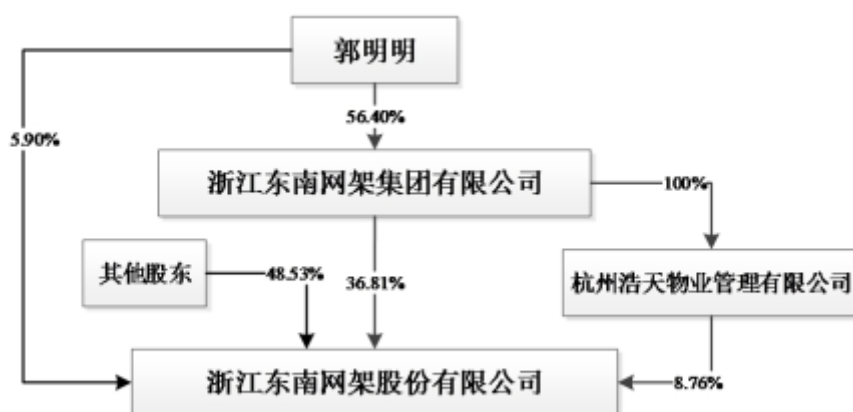 郭明明
56.40%
5.90%
浙江东南网架集团有限公司
100%
其他股东
48.53%
36.81%
杭州浩天物业管理有限公司
浙江东南网架股份有限公司
8.76%